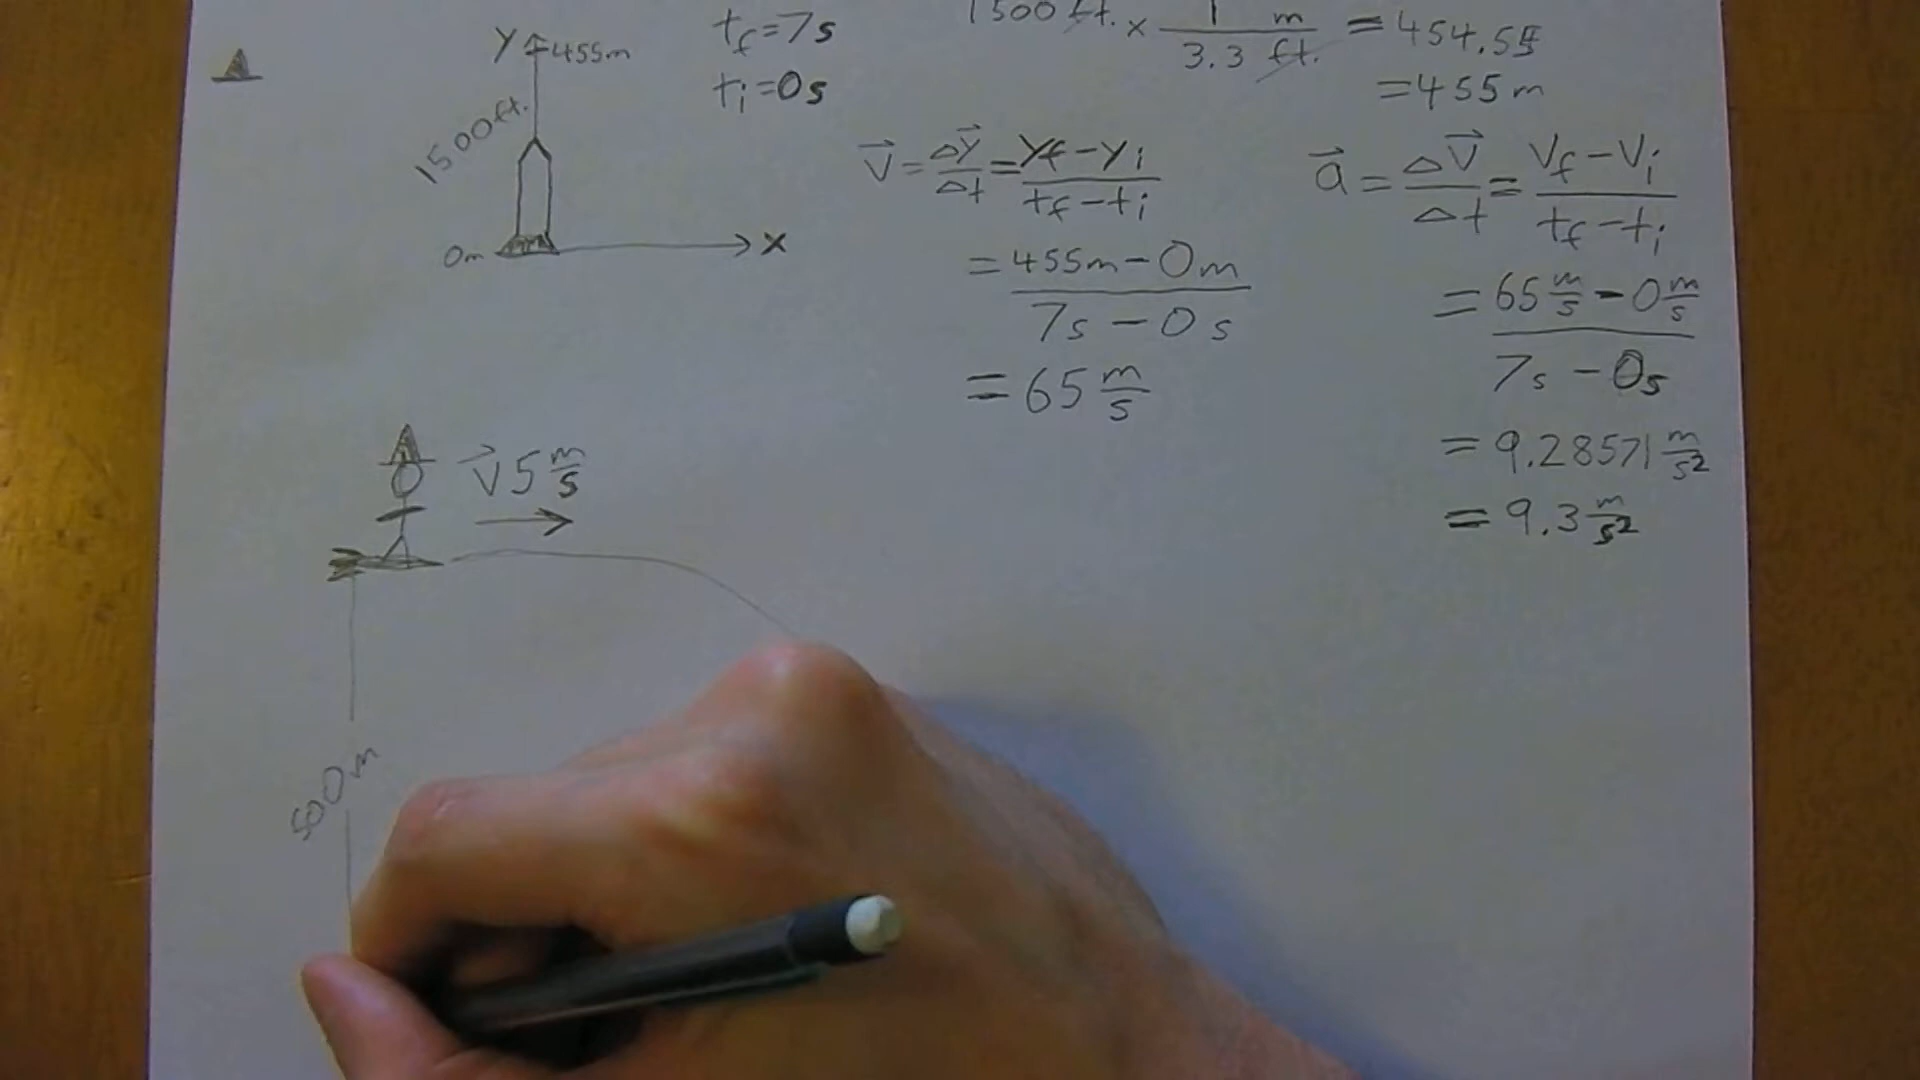 1500 ft. × 1 m / 3.3 ft. = 454.55
= 455 m
Y 455m
1500ft.
0m
X
tf=7s
ti=0s
v⃗ = Δy⃗/Δt = yf - yi / tf - ti
= 455m - 0m / 7s - 0s
= 65 m/s
a⃗ = Δv⃗/Δt = Vf - Vi / tf - ti
= 65 m/s - 0 m/s / 7s - 0s
= 9.28571 m/s²
= 9.3 m/s²
v⃗ 5 m/s
500m